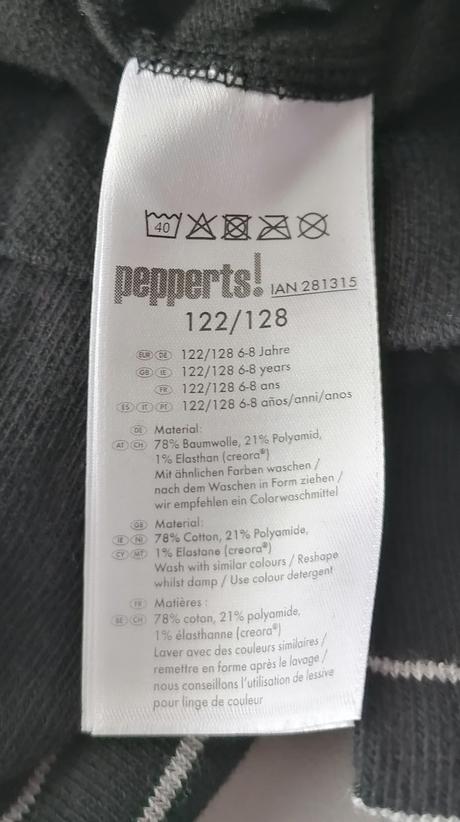 40
pepperts! IAN 281315
122/128
EUR DE 122/128 6-8 Jahre
GB IE 122/128 6-8 years
FR 122/128 6-8 ans
ES IT PT 122/128 6-8 años/anni/anos
DE Material:
AT CH 78% Baumwolle, 21% Polyamid,
1% Elasthan (creora®)
Mit ähnlichen Farben waschen /
nach dem Waschen in Form ziehen /
wir empfehlen ein Colorwaschmittel
GB Material:
IE NI 78% Cotton, 21% Polyamide,
CY MT 1% Elastane (creora®)
Wash with similar colours / Reshape
whilst damp / Use colour detergent
FR Matières :
BE CH 78% coton, 21% polyamide,
1% élasthanne (creora®)
Laver avec des couleurs similaires /
remettre en forme après le lavage /
nous conseillons l'utilisation de lessive
pour linge de couleur